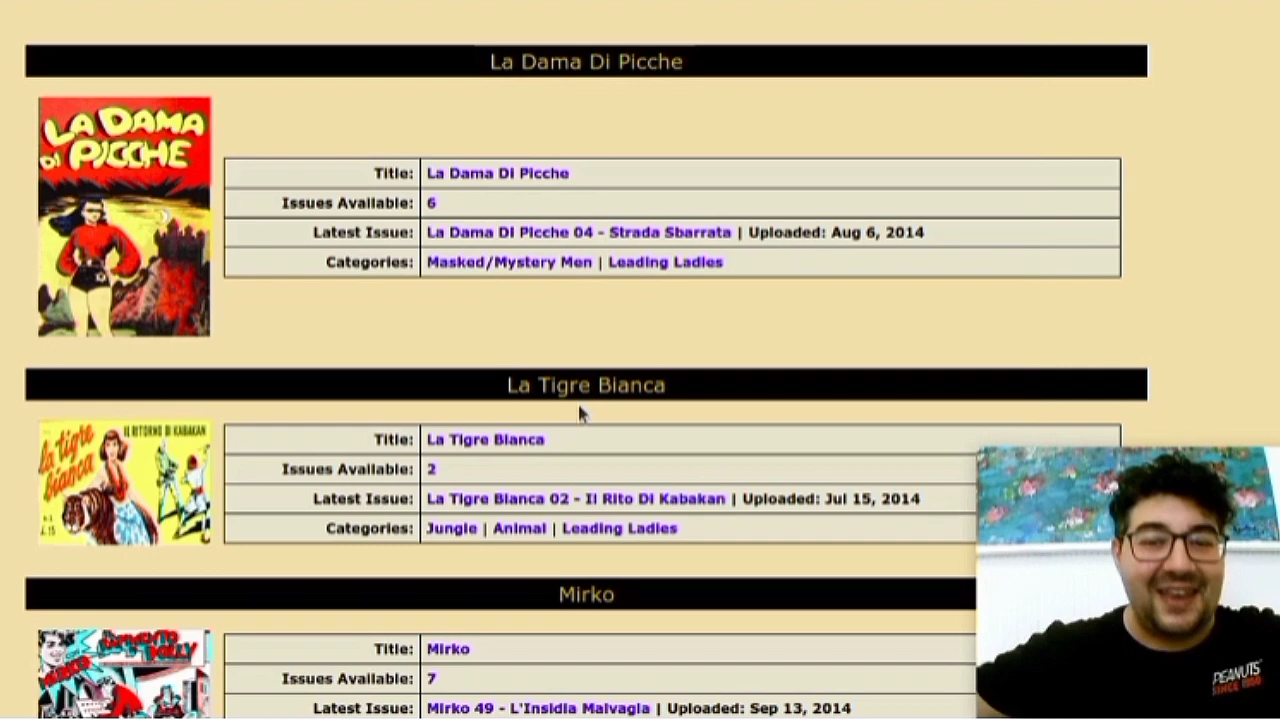 La Dama Di Picche
LA DAMA
DI PICCHE
Title: La Dama Di Picche
Issues Available: 6
Latest Issue: La Dama Di Picche 04 - Strada Sbarrata | Uploaded: Aug 6, 2014
Categories: Masked/Mystery Men | Leading Ladies
La Tigre Bianca
la tigre bianca
IL RITORNO DI KABAKAN
L.15
Title: La Tigre Bianca
Issues Available: 2
Latest Issue: La Tigre Bianca 02 - Il Rito Di Kabakan | Uploaded: Jul 15, 2014
Categories: Jungle | Animal | Leading Ladies
Mirko
MIRKO
Title: Mirko
Issues Available: 7
Latest Issue: Mirko 49 - L'Insidia Malvagia | Uploaded: Sep 13, 2014
PEANUTS
SINCE 1950